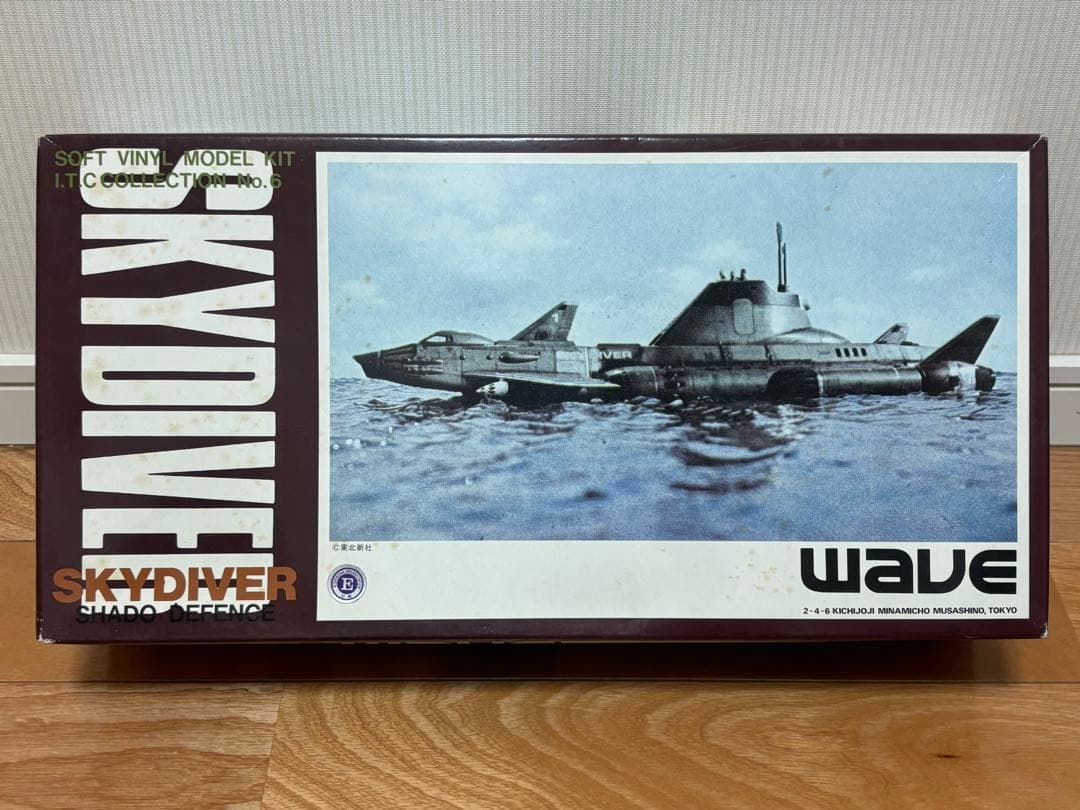 SOFT VINYL MODEL KIT
I.T.C COLLECTION No.6
SKYDIVER
SKYDIVER
SHADO DEFENCE
©東北新社
E
wave
2-4-6 KICHIJOJI MINAMICHO MUSASHINO, TOKYO